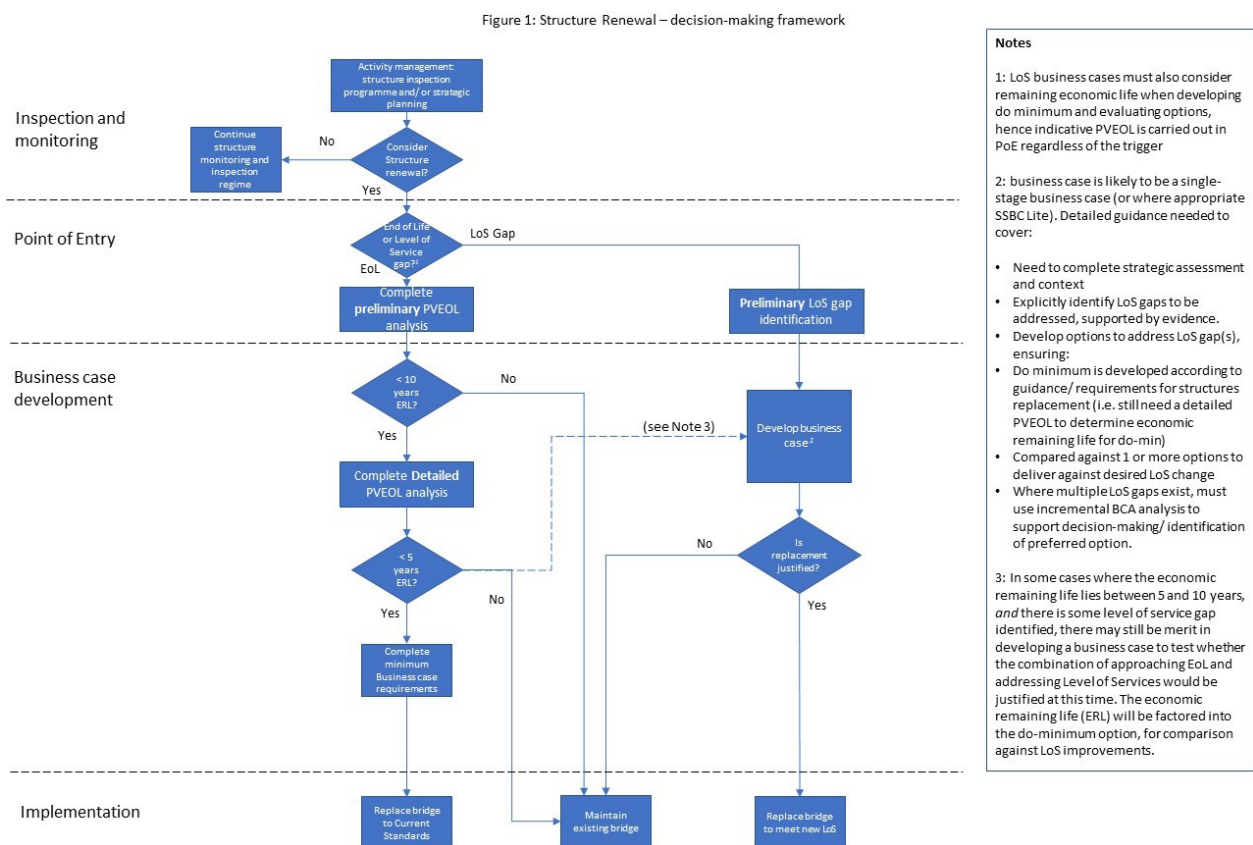 Figure 1: Structure Renewal – decision-making framework
Inspection and
monitoring
Activity management:
structure inspection
programme and/ or strategic
planning
Continue
structure
monitoring and
inspection
regime
No
Consider
Structure
renewal?
Yes
Point of Entry
End of Life
or Level of
Service
gap?¹
LoS Gap
EoL
Complete
preliminary PVEOL
analysis
Preliminary LoS gap
identification
Business case
development
< 10
years
ERL?
No
Yes
(see Note 3)
Develop business
case²
Complete Detailed
PVEOL analysis
< 5
years
ERL?
No
Yes
Is
replacement
justified?
No
Yes
Complete
minimum
Business case
requirements
Implementation
Replace bridge
to Current
Standards
Maintain
existing bridge
Replace bridge
to meet new LoS
Notes
1: LoS business cases must also consider
remaining economic life when developing
do minimum and evaluating options,
hence indicative PVEOL is carried out in
PoE regardless of the trigger
2: business case is likely to be a single-
stage business case (or where appropriate
SSBC Lite). Detailed guidance needed to
cover:
• Need to complete strategic assessment
and context
• Explicitly identify LoS gaps to be
addressed, supported by evidence.
• Develop options to address LoS gap(s),
ensuring:
• Do minimum is developed according to
guidance/ requirements for structures
replacement (i.e. still need a detailed
PVEOL to determine economic
remaining life for do-min)
• Compared against 1 or more options to
deliver against desired LoS change
• Where multiple LoS gaps exist, must
use incremental BCA analysis to
support decision-making/ identification
of preferred option.
3: In some cases where the economic
remaining life lies between 5 and 10 years,
and there is some level of service gap
identified, there may still be merit in
developing a business case to test whether
the combination of approaching EoL and
addressing Level of Services would be
justified at this time. The economic
remaining life (ERL) will be factored into
the do-minimum option, for comparison
against LoS improvements.